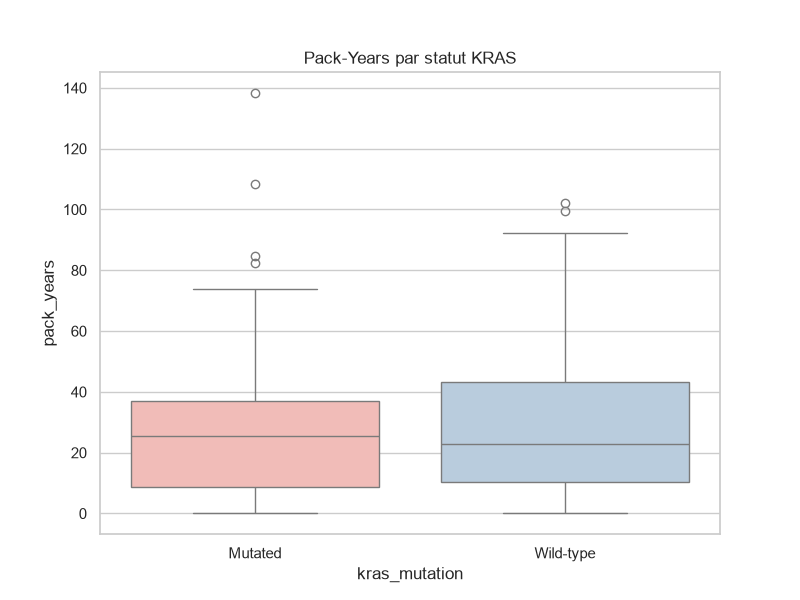 Pack-Years par statut KRAS
140
120
100
80
60
40
20
0
pack_years
Mutated
Wild-type
kras_mutation